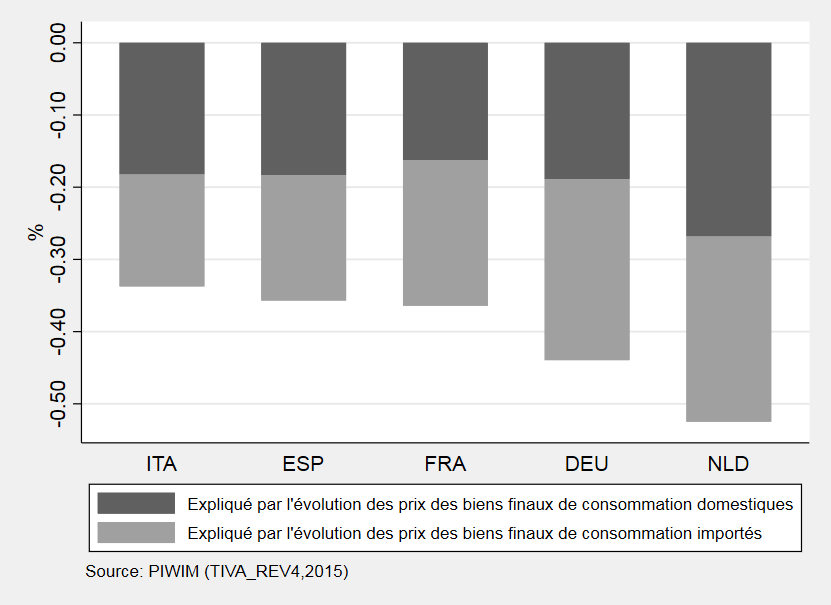 0.00
-0.10
-0.20
-0.30
-0.40
-0.50
%
ITA ESP FRA DEU NLD
Expliqué par l'évolution des prix des biens finaux de consommation domestiques
Expliqué par l'évolution des prix des biens finaux de consommation importés
Source: PIWIM (TIVA_REV4,2015)